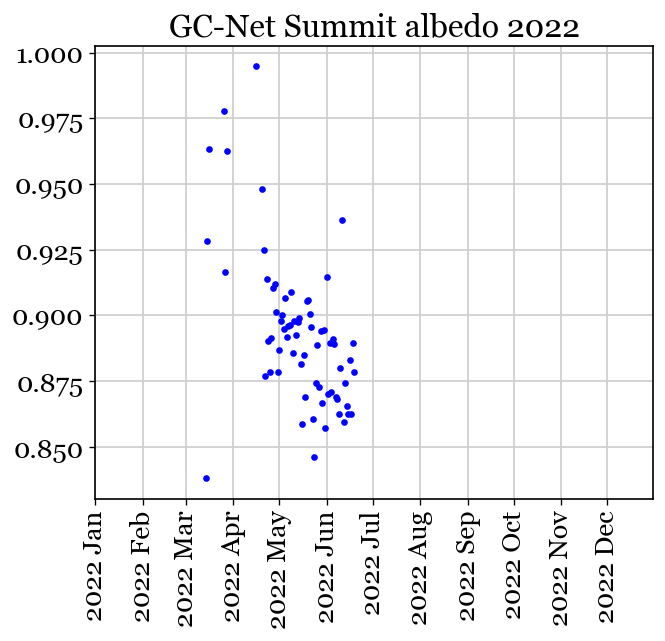 GC-Net Summit albedo 2022
1.000
0.975
0.950
0.925
0.900
0.875
0.850
2022 Jan
2022 Feb
2022 Mar
2022 Apr
2022 May
2022 Jun
2022 Jul
2022 Aug
2022 Sep
2022 Oct
2022 Nov
2022 Dec